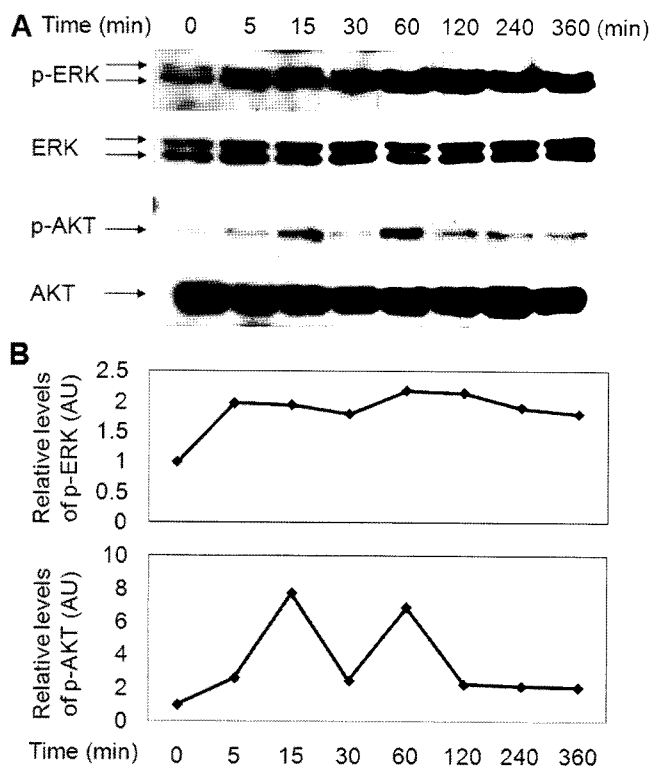 A Time (min) 0 5 15 30 60 120 240 360 (min)
p-ERK
ERK
p-AKT
AKT
B
Relative levels
of p-ERK (AU)
2.5
2
1.5
1
0.5
0
Relative levels
of p-AKT (AU)
10
8
6
4
2
0
Time (min) 0 5 15 30 60 120 240 360